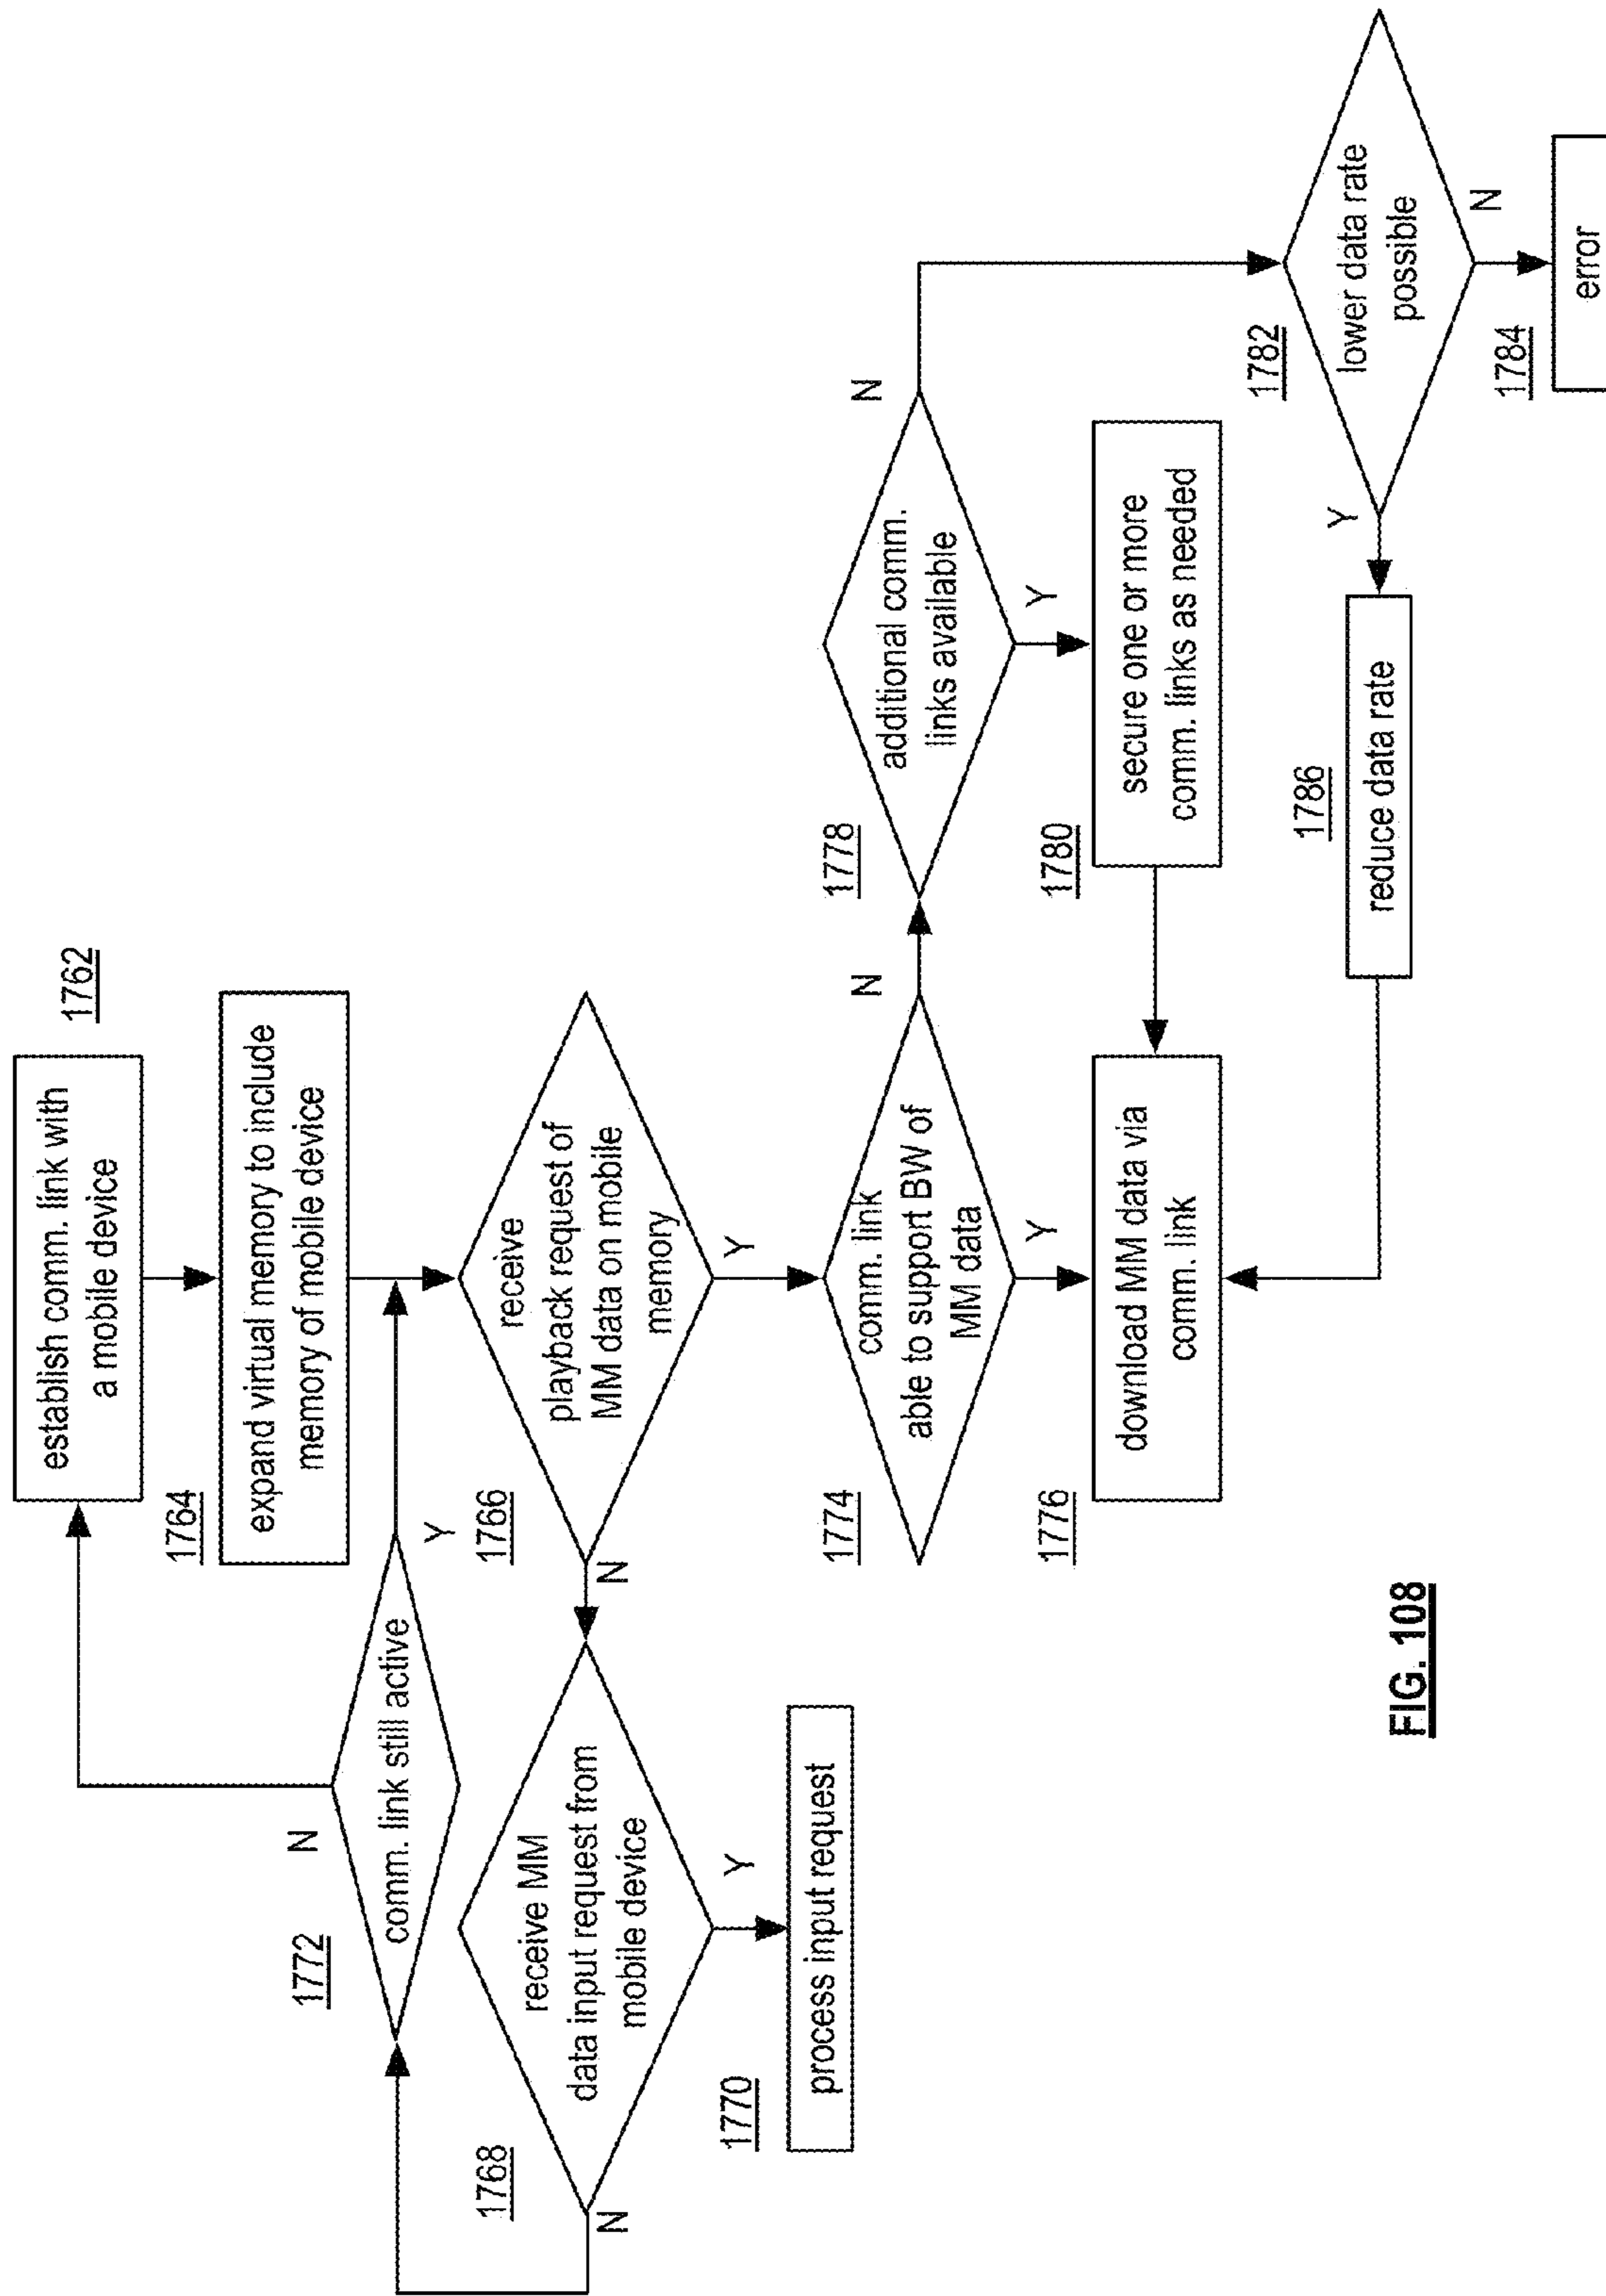 1762
establish comm. link with
a mobile device
1764
expand virtual memory to include
memory of mobile device
1772
N
comm. link still active
Y
1766
receive
playback request of
MM data on mobile
memory
N
Y
1768
receive MM
data input request from
mobile device
N
Y
1770
process input request
1774
comm. link
able to support BW of
MM data
N
Y
1778
additional comm.
links available
N
Y
1776
download MM data via
comm. link
1780
secure one or more
comm. links as needed
1782
lower data rate
possible
Y
N
1786
reduce data rate
1784
error
FIG. 108